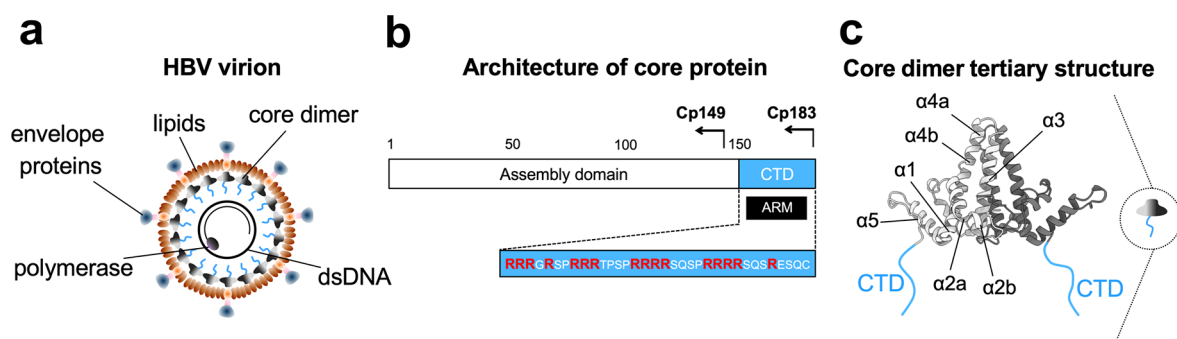 a
HBV virion
envelope
proteins
lipids
core dimer
polymerase
dsDNA
b
Architecture of core protein
Cp149
Cp183
1
50
100
150
Assembly domain
CTD
ARM
RRRGRSPRRRTPSPRRRRSQSPRRRRSQSRESQC
c
Core dimer tertiary structure
α4a
α4b
α3
α1
α5
CTD
α2a
α2b
CTD